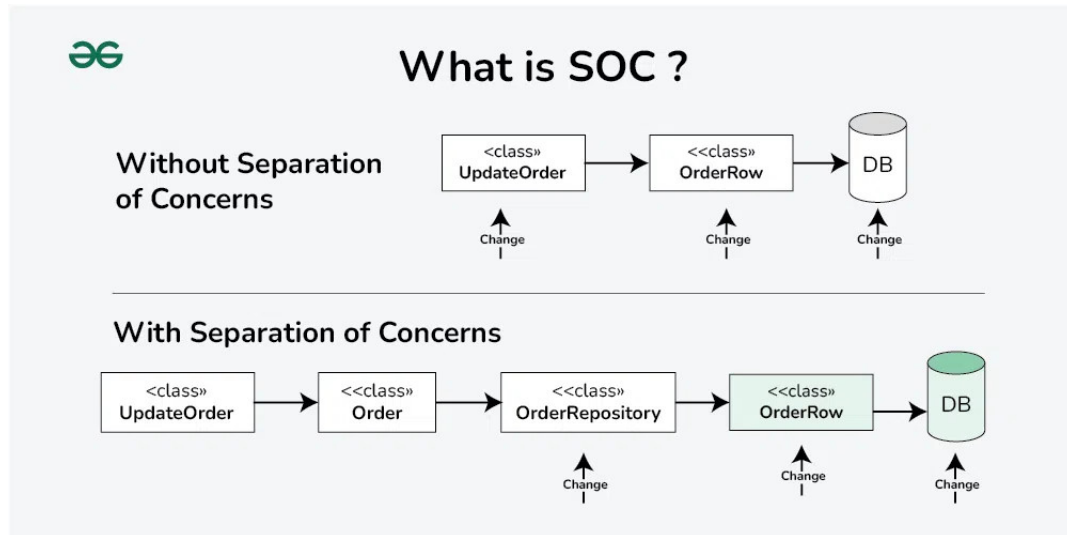 What is SOC ?
Without Separation
of Concerns
<class»
UpdateOrder
<<class»
OrderRow
DB
Change
Change
Change
With Separation of Concerns
<class»
UpdateOrder
<<class»
Order
<<class»
OrderRepository
<<class»
OrderRow
DB
Change
Change
Change